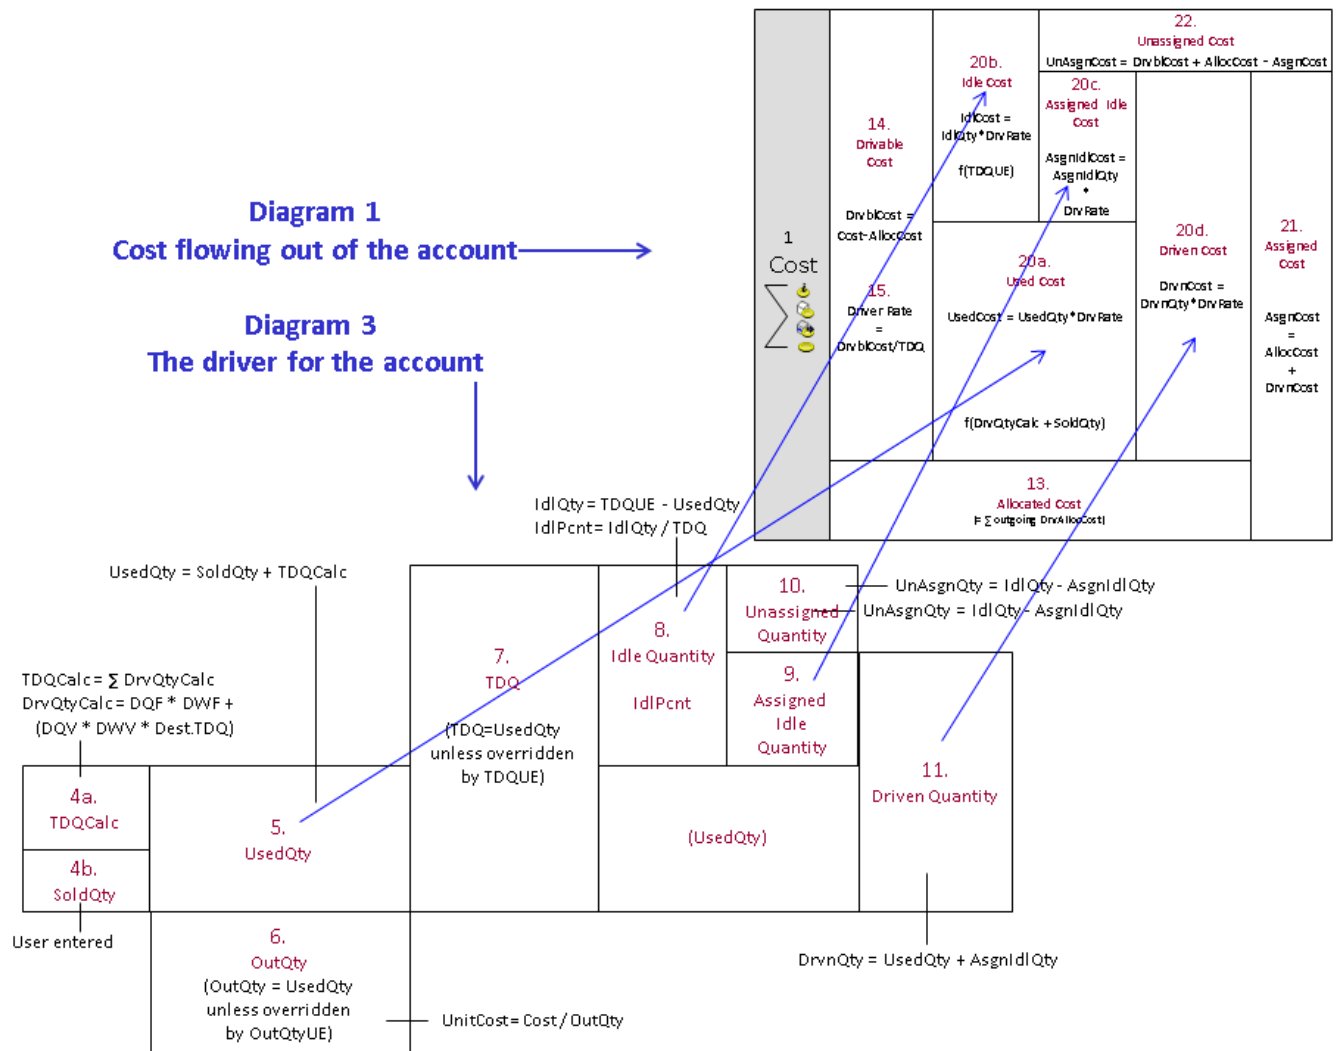 22.
Unassigned Cost
UnAsgnCost = DrvblCost + AllocCost - AsgnCost
20b.
Idle Cost
IdlCost =
IdlQty*DrvRate
f(TDQUE)
20c.
Assigned Idle
Cost
AsgnIdlCost =
AsgnIdlQty
*
DrvRate
14.
Drivable
Cost
DrvblCost =
Cost-AllocCost
15.
Driver Rate
=
DrvblCost/TDQ
Diagram 1
Cost flowing out of the account
1
Cost
∑
20a.
Used Cost
UsedCost = UsedQty*DrvRate
f(DrvQtyCalc + SoldQty)
20d.
Driven Cost
DrvnCost =
DrvnQty*DrvRate
21.
Assigned
Cost
AsgnCost
=
AllocCost
+
DrvnCost
Diagram 3
The driver for the account
13.
Allocated Cost
(= ∑ outgoing DrvAllocCost)
IdlQty = TDQUE - UsedQty
IdlPcnt = IdlQty / TDQ
UsedQty = SoldQty + TDQCalc
10.
Unassigned
Quantity
UnAsgnQty = IdlQty - AsgnIdlQty
UnAsgnQty = IdlQty - AsgnIdlQty
8.
Idle Quantity
IdlPcnt
7.
TDQ
(TDQ=UsedQty
unless overridden
by TDQUE)
9.
Assigned
Idle
Quantity
TDQCalc = ∑ DrvQtyCalc
DrvQtyCalc = DQF * DWF +
(DQV * DWV * Dest.TDQ)
4a.
TDQCalc
4b.
SoldQty
User entered
5.
UsedQty
(UsedQty)
11.
Driven Quantity
6.
OutQty
(OutQty = UsedQty
unless overridden
by OutQtyUE)
UnitCost = Cost / OutQty
DrvnQty = UsedQty + AsgnIdlQty